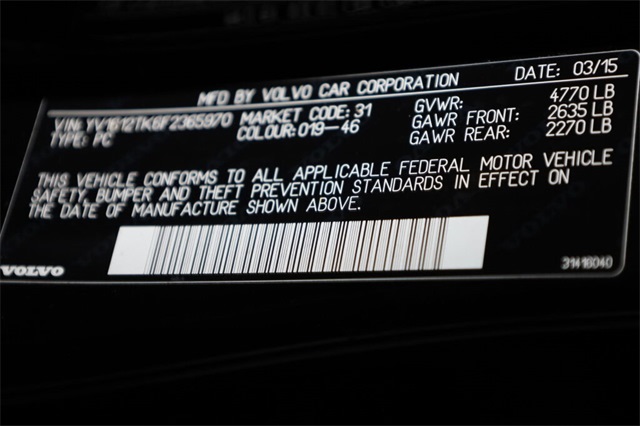 MFD BY VOLVO CAR CORPORATION DATE: 03/15
VIN: YV1612TK6F2365970 MARKET CODE: 31 GVWR: 4770 LB
TYPE: PC COLOUR: 019-46 GAWR FRONT: 2635 LB
GAWR REAR: 2270 LB
THIS VEHICLE CONFORMS TO ALL APPLICABLE FEDERAL MOTOR VEHICLE
SAFETY, BUMPER AND THEFT PREVENTION STANDARDS IN EFFECT ON
THE DATE OF MANUFACTURE SHOWN ABOVE.
VOLVO 31416040